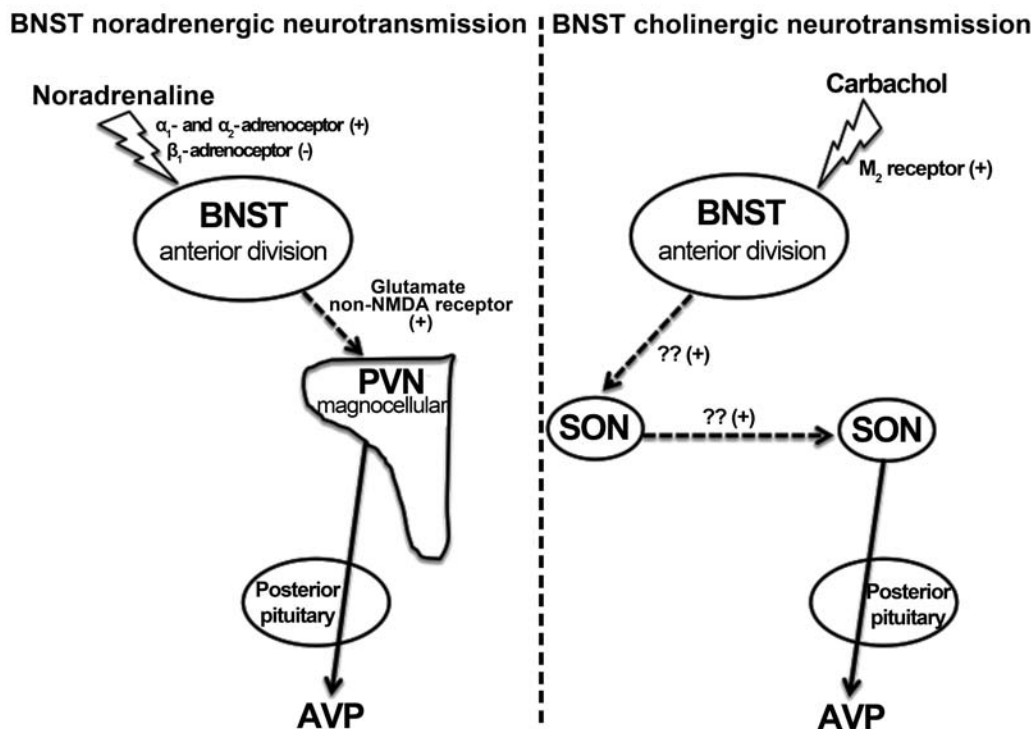 BNST noradrenergic neurotransmission
Noradrenaline
α₁- and α₂-adrenoceptor (+)
β₁-adrenoceptor (-)
BNST
anterior division
Glutamate
non-NMDA receptor
(+)
PVN
magnocellular
Posterior
pituitary
AVP
BNST cholinergic neurotransmission
Carbachol
M₂ receptor (+)
BNST
anterior division
?? (+)
SON
?? (+)
SON
Posterior
pituitary
AVP